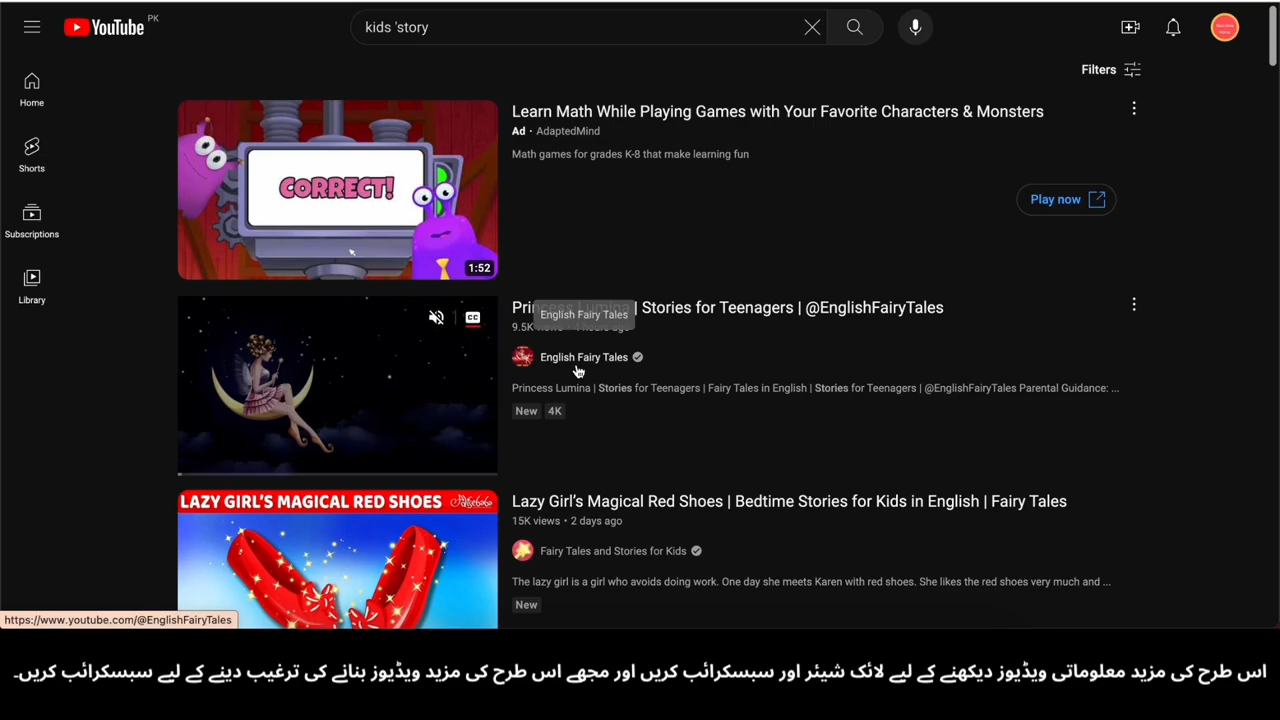 YouTube PK
kids 'story
Filters
Home
Shorts
Subscriptions
Library
CORRECT!
1:52
Learn Math While Playing Games with Your Favorite Characters & Monsters
Ad · AdaptedMind
Math games for grades K-8 that make learning fun
Play now
CC
Princess Lumina | Stories for Teenagers | @EnglishFairyTales
English Fairy Tales
9.5K views
English Fairy Tales
Princess Lumina | Stories for Teenagers | Fairy Tales in English | Stories for Teenagers | @EnglishFairyTales Parental Guidance: ...
New 4K
LAZY GIRL'S MAGICAL RED SHOES
Lazy Girl's Magical Red Shoes | Bedtime Stories for Kids in English | Fairy Tales
15K views • 2 days ago
Fairy Tales and Stories for Kids
The lazy girl is a girl who avoids doing work. One day she meets Karen with red shoes. She likes the red shoes very much and ...
New
https://www.youtube.com/@EnglishFairyTales
اس طرح کی مزید معلوماتی ویڈیوز دیکھنے کے لیے لائک شیئر اور سبسکرائب کریں اور مجھے اس طرح کی مزید ویڈیوز بنانے کی ترغیب دینے کے لیے سبسکرائب کریں۔